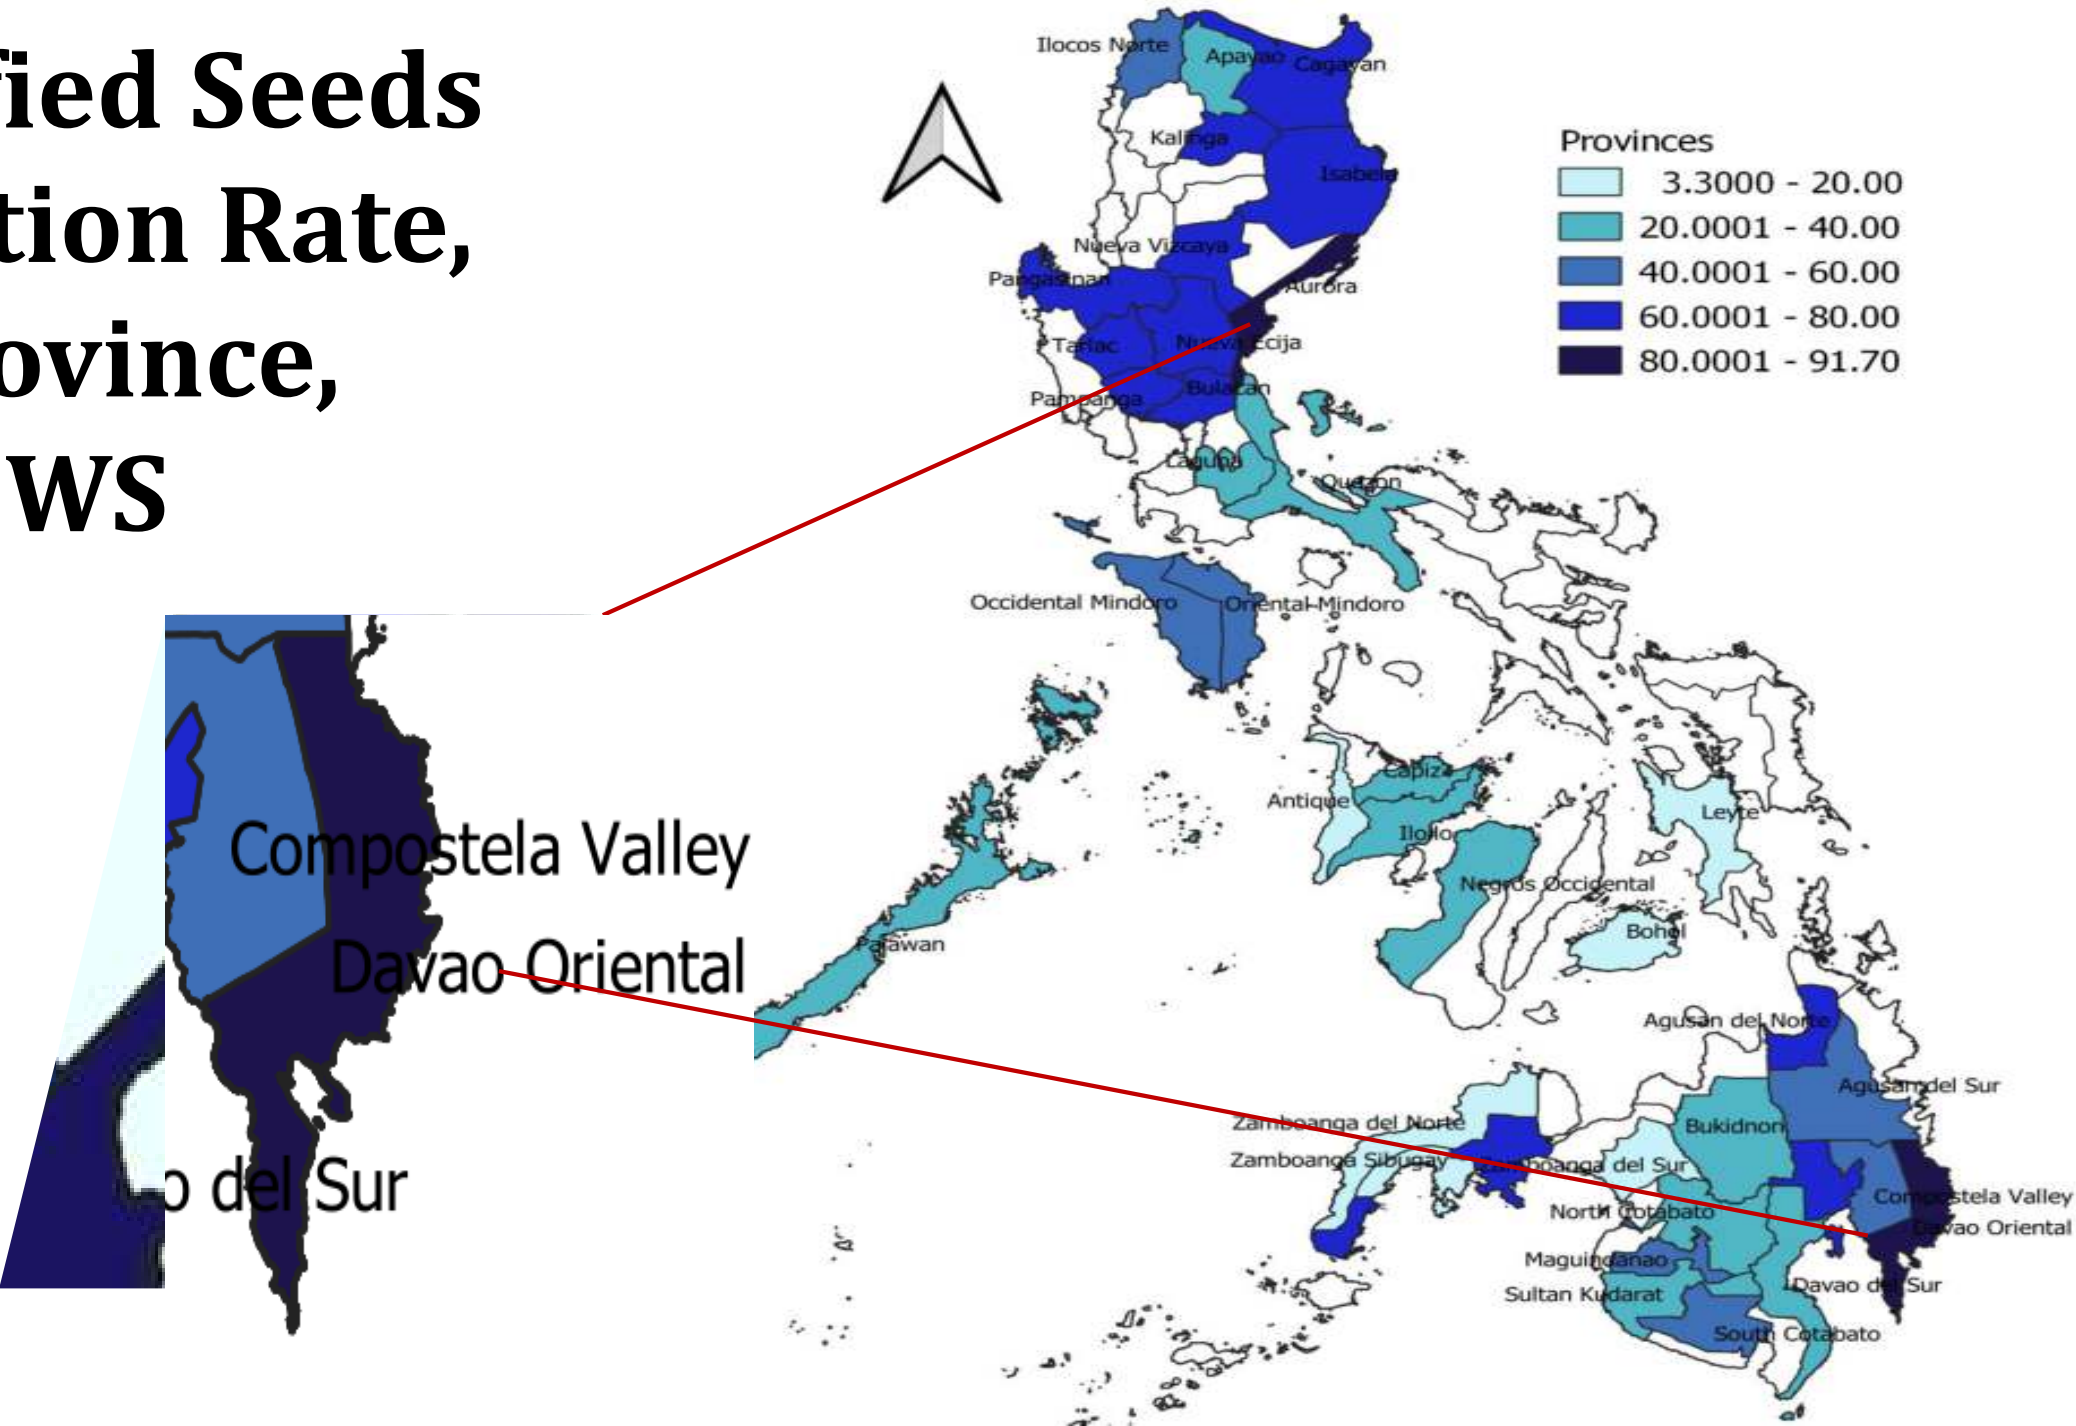 fied Seeds
tion Rate,
ovince,
WS
Provinces
3.3000 - 20.00
20.0001 - 40.00
40.0001 - 60.00
60.0001 - 80.00
80.0001 - 91.70
Ilocos Norte
Apayao
Cagayan
Kalinga
Isabela
Nueva Vizcaya
Pangasinan
Aurora
Tarlac
Nueva Ecija
Bulacan
Pampanga
Laguna
Quezon
Occidental Mindoro
Oriental Mindoro
Capiz
Antique
Iloilo
Leyte
Negros Occidental
Bohol
Palawan
Agusan del Norte
Agusan del Sur
Zamboanga del Norte
Bukidnon
Zamboanga Sibugay
Zamboanga del Sur
Compostela Valley
North Cotabato
Davao Oriental
Maguindanao
Davao del Sur
Sultan Kudarat
South Cotabato
Compostela Valley
Davao Oriental
o del Sur